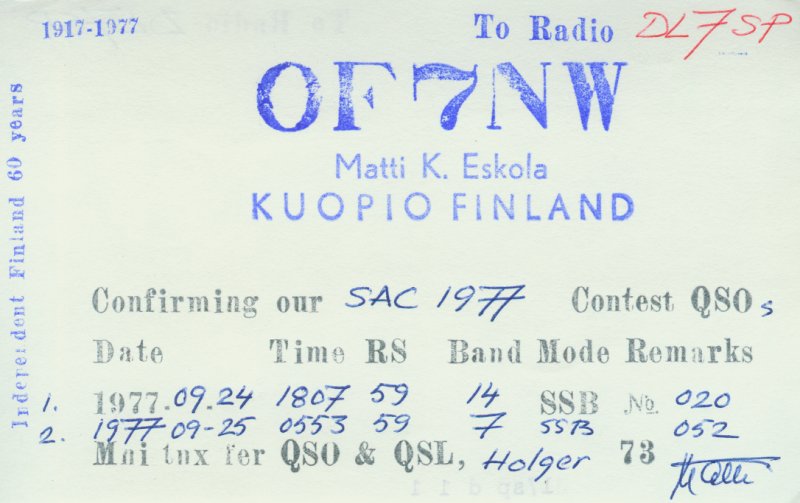 1917-1977
To Radio DL7SP
OF7NW
Matti K. Eskola
KUOPIO FINLAND
Independent Finland 60 years
Confirming our SAC 1977 Contest QSOs
Date Time RS Band Mode Remarks
1. 1977.09.24 1807 59 14 SSB No. 020
2. 1977 09-25 0553 59 7 SSB 052
Mni tnx fer QSO & QSL, Holger 73 Matti